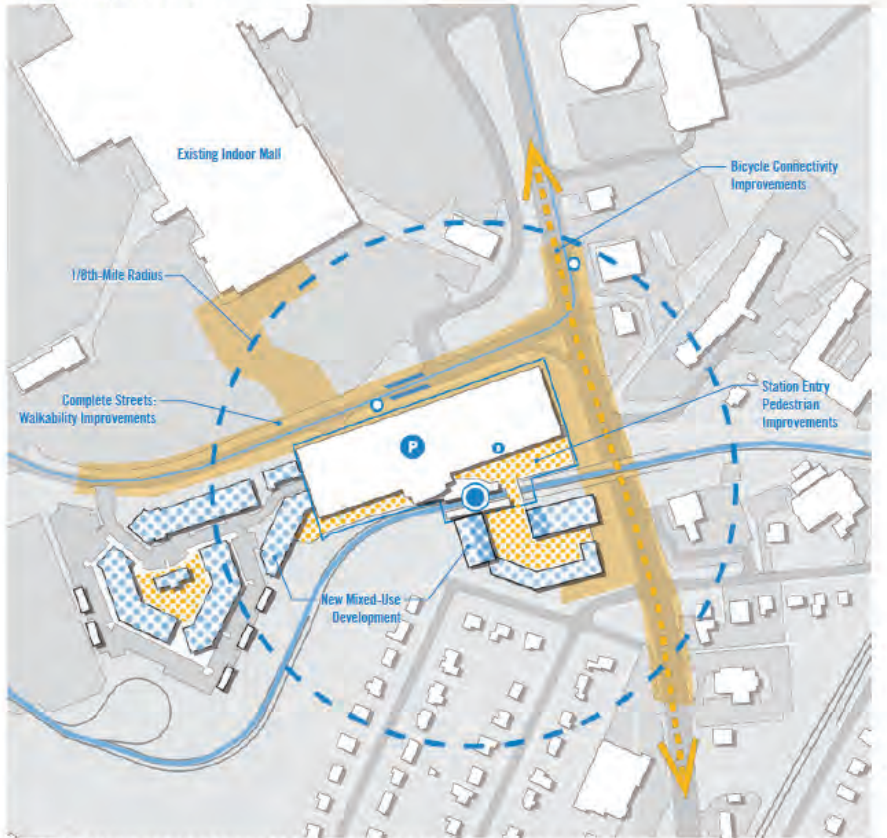 Existing Indoor Mall
Bicycle Connectivity
Improvements
1/8th-Mile Radius
Complete Streets:
Walkability Improvements
Station Entry
Pedestrian
Improvements
P
New Mixed-Use
Development